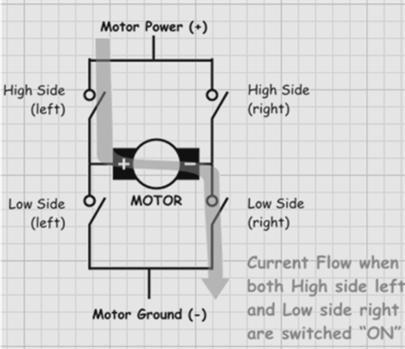 Motor Power (+)
High Side
(left)
High Side
(right)
+
-
MOTOR
Low Side
(left)
Low Side
(right)
Current Flow when
both High side left
and Low side right
are switched "ON"
Motor Ground (-)